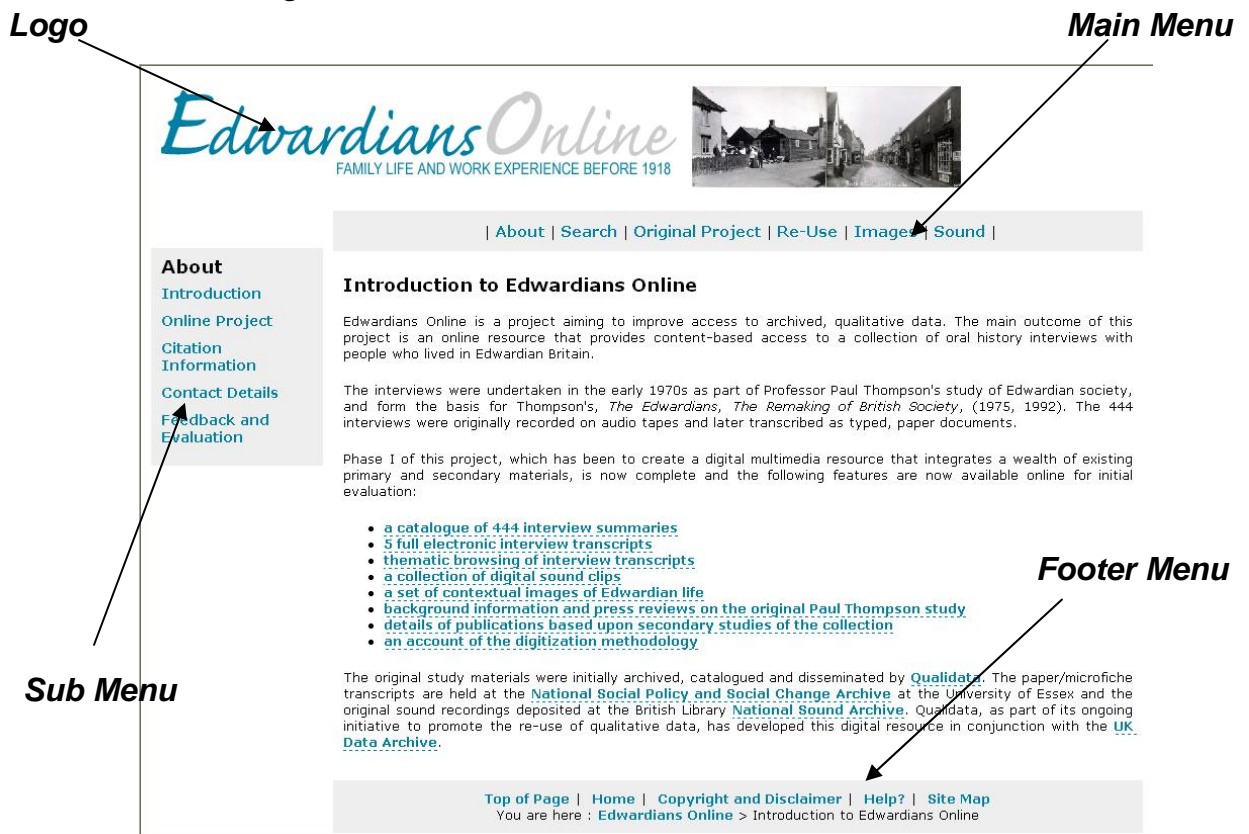 Logo
Main Menu
Edwardians Online
FAMILY LIFE AND WORK EXPERIENCE BEFORE 1918
| About | Search | Original Project | Re-Use | Images | Sound |
About
Introduction
Online Project
Citation
Information
Contact Details
Feedback and
Evaluation
Introduction to Edwardians Online
Edwardians Online is a project aiming to improve access to archived, qualitative data. The main outcome of this
project is an online resource that provides content-based access to a collection of oral history interviews with
people who lived in Edwardian Britain.
The interviews were undertaken in the early 1970s as part of Professor Paul Thompson's study of Edwardian society,
and form the basis for Thompson's, The Edwardians, The Remaking of British Society, (1975, 1992). The 444
interviews were originally recorded on audio tapes and later transcribed as typed, paper documents.
Phase I of this project, which has been to create a digital multimedia resource that integrates a wealth of existing
primary and secondary materials, is now complete and the following features are now available online for initial
evaluation:
• a catalogue of 444 interview summaries
• 5 full electronic interview transcripts
• thematic browsing of interview transcripts
• a collection of digital sound clips
• a set of contextual images of Edwardian life
• background information and press reviews on the original Paul Thompson study
• details of publications based upon secondary studies of the collection
• an account of the digitization methodology
Footer Menu
Sub Menu
The original study materials were initially archived, catalogued and disseminated by Qualidata. The paper/microfiche
transcripts are held at the National Social Policy and Social Change Archive at the University of Essex and the
original sound recordings deposited at the British Library National Sound Archive. Qualidata, as part of its ongoing
initiative to promote the re-use of qualitative data, has developed this digital resource in conjunction with the UK
Data Archive.
Top of Page | Home | Copyright and Disclaimer | Help? | Site Map
You are here : Edwardians Online > Introduction to Edwardians Online